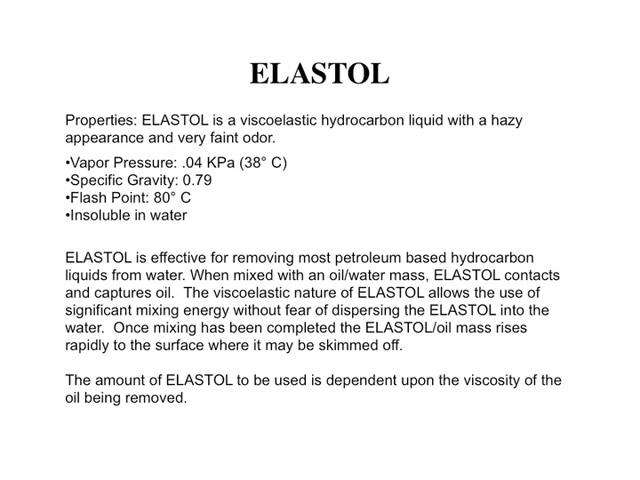 ELASTOL
Properties: ELASTOL is a viscoelastic hydrocarbon liquid with a hazy
appearance and very faint odor.
•Vapor Pressure: .04 KPa (38° C)
•Specific Gravity: 0.79
•Flash Point: 80° C
•Insoluble in water
ELASTOL is effective for removing most petroleum based hydrocarbon
liquids from water. When mixed with an oil/water mass, ELASTOL contacts
and captures oil.  The viscoelastic nature of ELASTOL allows the use of
significant mixing energy without fear of dispersing the ELASTOL into the
water.  Once mixing has been completed the ELASTOL/oil mass rises
rapidly to the surface where it may be skimmed off.
The amount of ELASTOL to be used is dependent upon the viscosity of the
oil being removed.